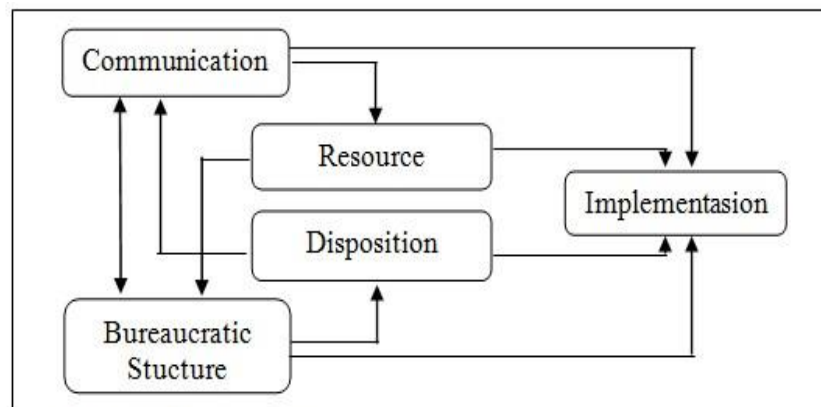 Communication
Resource
Implementasion
Disposition
Bureaucratic
Stucture